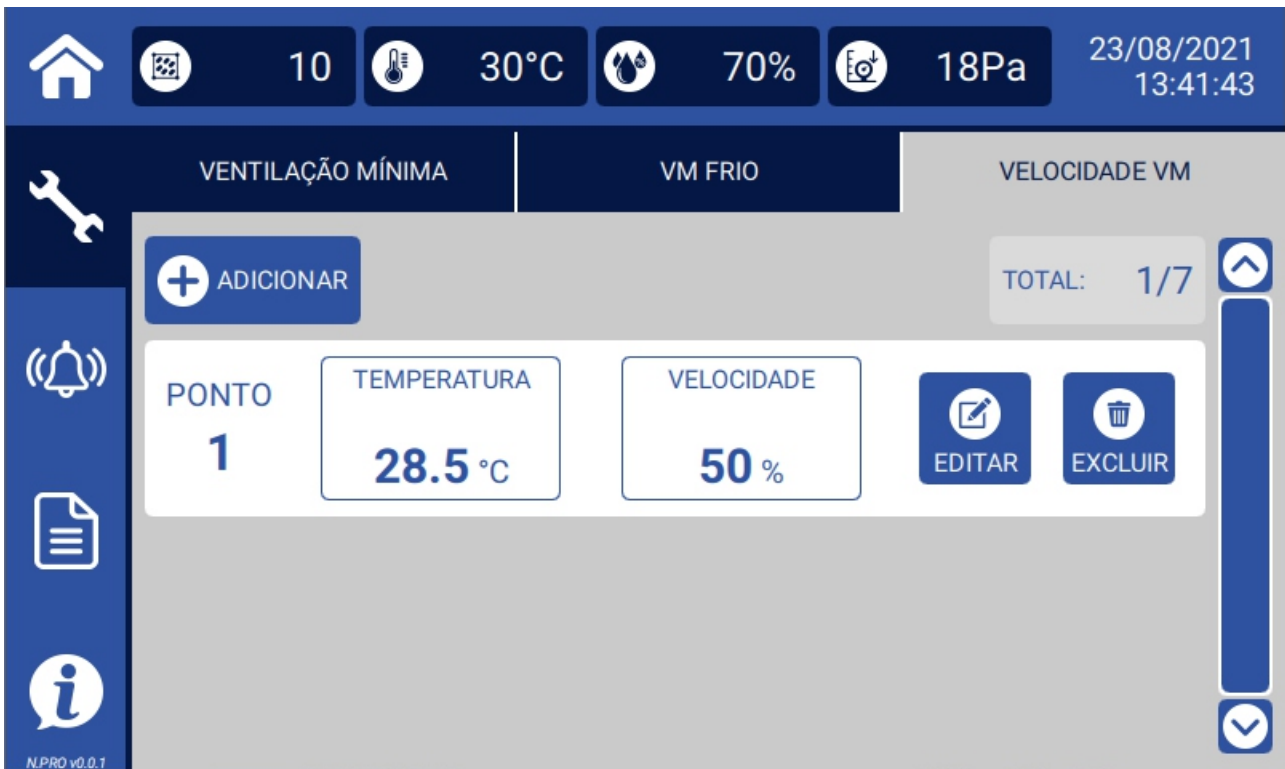 10
30°C
70%
18Pa
23/08/2021
13:41:43
VENTILAÇÃO MÍNIMA
VM FRIO
VELOCIDADE VM
ADICIONAR
TOTAL: 1/7
PONTO
1
TEMPERATURA
28.5 °C
VELOCIDADE
50 %
EDITAR
EXCLUIR
N.PRO v0.0.1